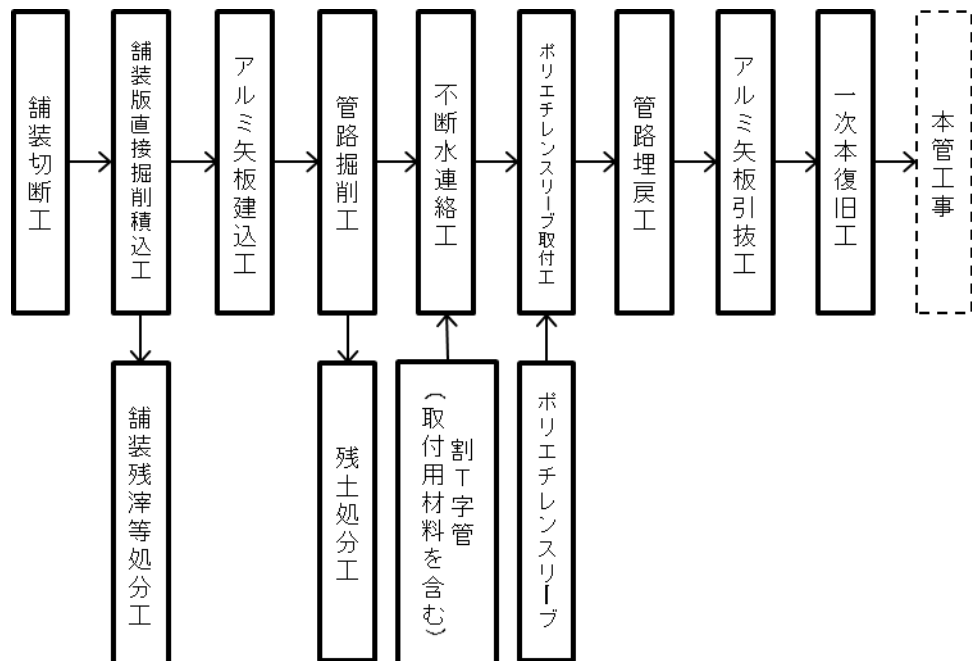 舗装切断工
舗装版直接掘削積込工
アルミ矢板建込工
管路掘削工
不断水連絡工
ポリエチレンスリーブ取付工
管路埋戻工
アルミ矢板引抜工
一次本復旧工
本管工事
舗装残滓等処分工
残土処分工
割T字管
(取付用材料を含む)
ポリエチレンスリーブ